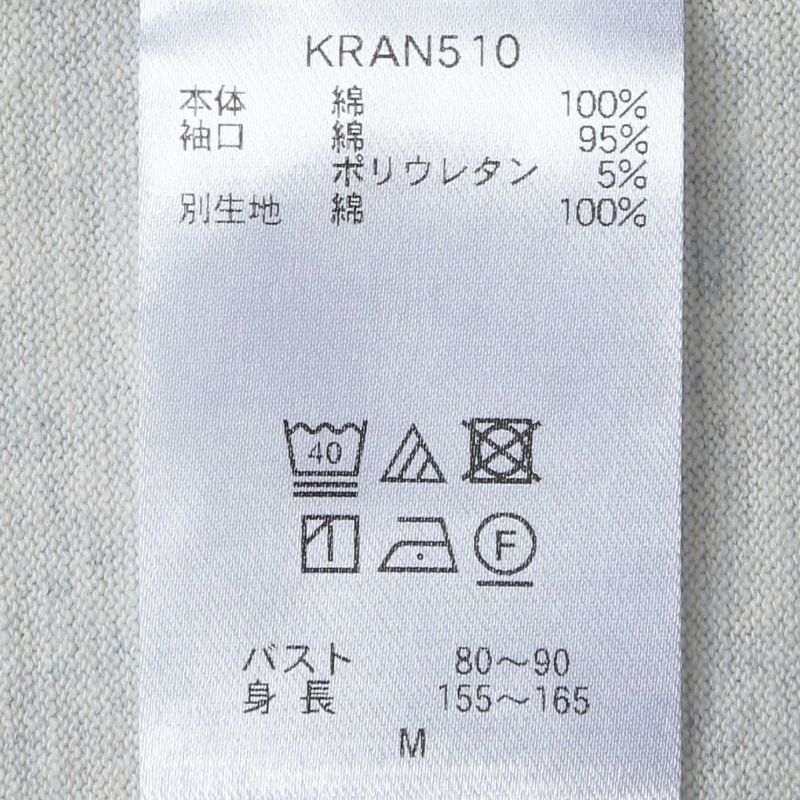 KRAN510
本体 綿 100%
袖口 綿 95%
ポリウレタン 5%
別生地 綿 100%
40
F
バスト 80〜90
身長 155〜165
M